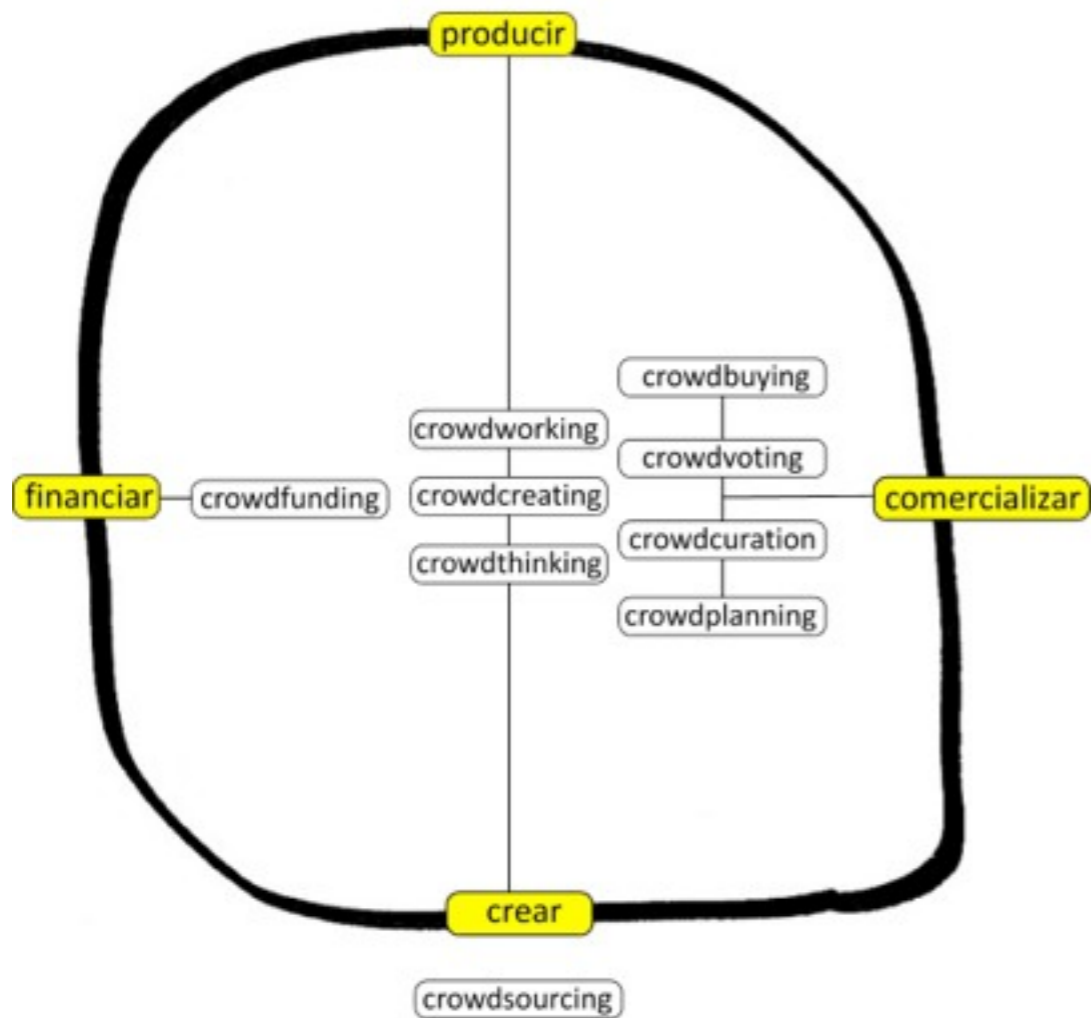 producir
crowdbuying
crowdworking
crowdvoting
financiar
crowdfunding
crowdcreating
comercializar
crowdcuration
crowdthinking
crowdplanning
crear
crowdsourcing